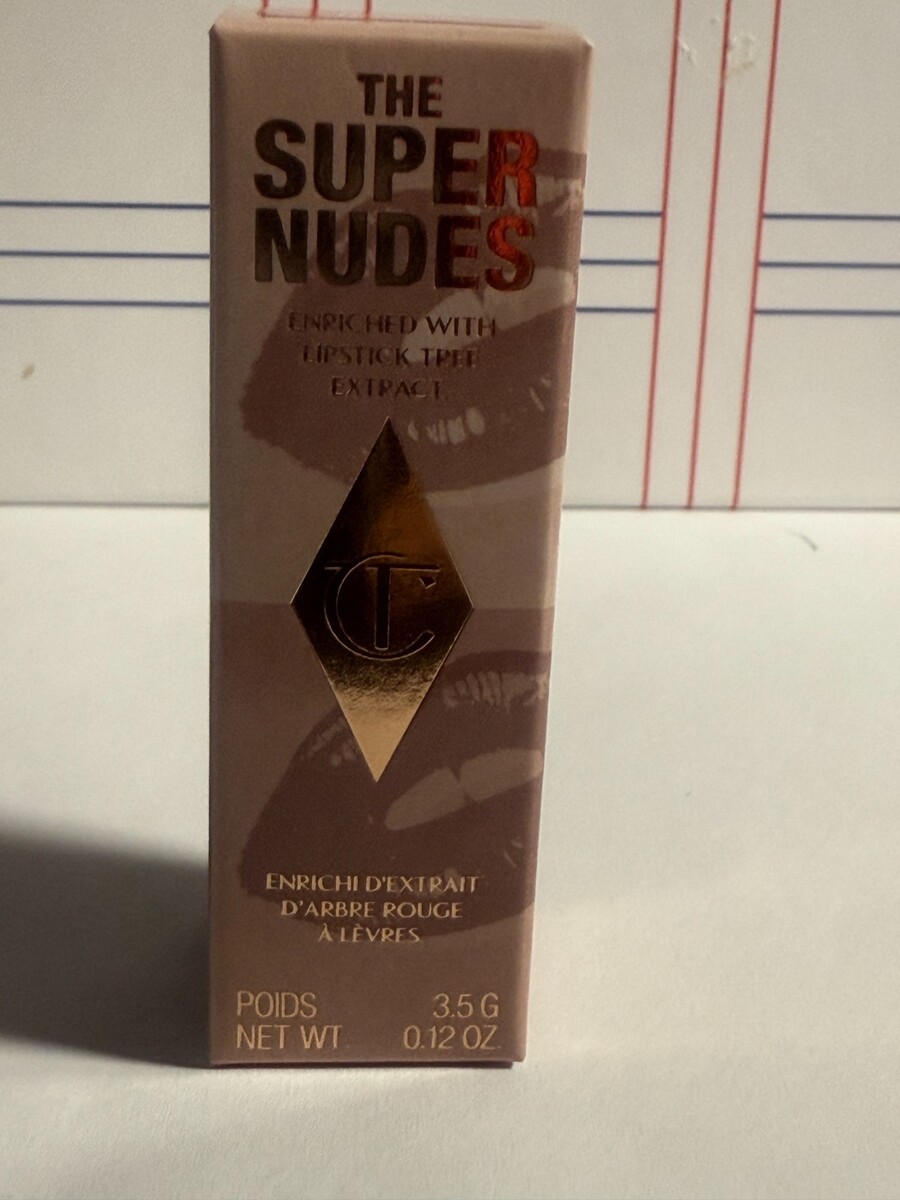 THE
SUPER
NUDES
ENRICHED WITH
LIPSTICK TREE
EXTRACT
CT
ENRICHI D'EXTRAIT
D'ARBRE ROUGE
À LÈVRES
POIDS 3.5 G
NET WT. 0.12 OZ.